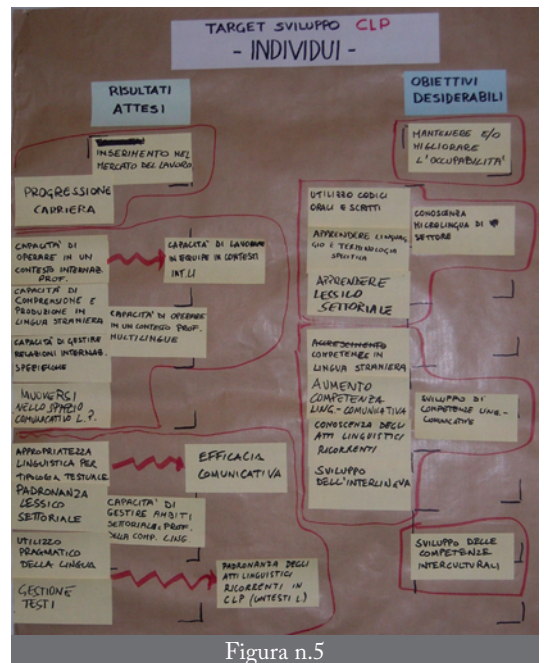 TARGET SVILUPPO CLP
- INDIVIDUI -
RISULTATI
ATTESI
INSERIMENTO NEL
MERCATO DEL LAVORO
PROGRESSIONE
CARRIERA
CAPACITA' DI
OPERARE IN UN
CONTESTO INTERNAZ.
PROF.
CAPACITA' DI LAVORARE
IN EQUIPE IN CONTESTI
INT.LI
CAPACITA' DI
COMPRENSIONE E
PRODUZIONE IN
LINGUA STRANIERA
CAPACITA' DI OPERARE
IN UN CONTESTO PROF.
MULTILINGUE
CAPACITA' DI GESTIRE
RELAZIONI INTERNAZ.
SPECIFICHE
MUOVERSI
NELLO SPAZIO
COMUNICATIVO L.?
APPROPRIATEZZA
LINGUISTICA PER
TIPOLOGIA TESTUALE
EFFICACIA
COMUNICATIVA
PADRONANZA
LESSICO
SETTORIALE
CAPACITA' DI
GESTIRE AMBITI
SETTORIALI E PROF.
DELLA COMP. LING
UTILIZZO
PRAGMATICO
DELLA LINGUA
GESTIONE
TESTI
PADRONANZA DEGLI
ATTI LINGUISTICI
RICORRENTI IN
CLP (CONTESTI L)
OBIETTIVI
DESIDERABILI
MANTENERE E/O
MIGLIORARE
L'OCCUPABILITA'
UTILIZZO CODICI
ORALI E SCRITTI
CONOSCENZA
MICROLINGUA DI
SETTORE
APPRENDERE LINGUAG
GIO E TERMINOLOGIA
APPRENDERE
LESSICO
SETTORIALE
COMPETENZE IN
LINGUA STRANIERA
AUMENTO
COMPETENZA
LING-COMUNICATIVA
SVILUPPO DI
COMPETENZE LING-
COMUNICATIVE
CONOSCENZA DEGLI
ATTI LINGUISTICI
RICORRENTI
SVILUPPO
DELL'INTERLINGUA
SVILUPPO DELLE
COMPETENZE
INTERCULTURALI
Figura n.5